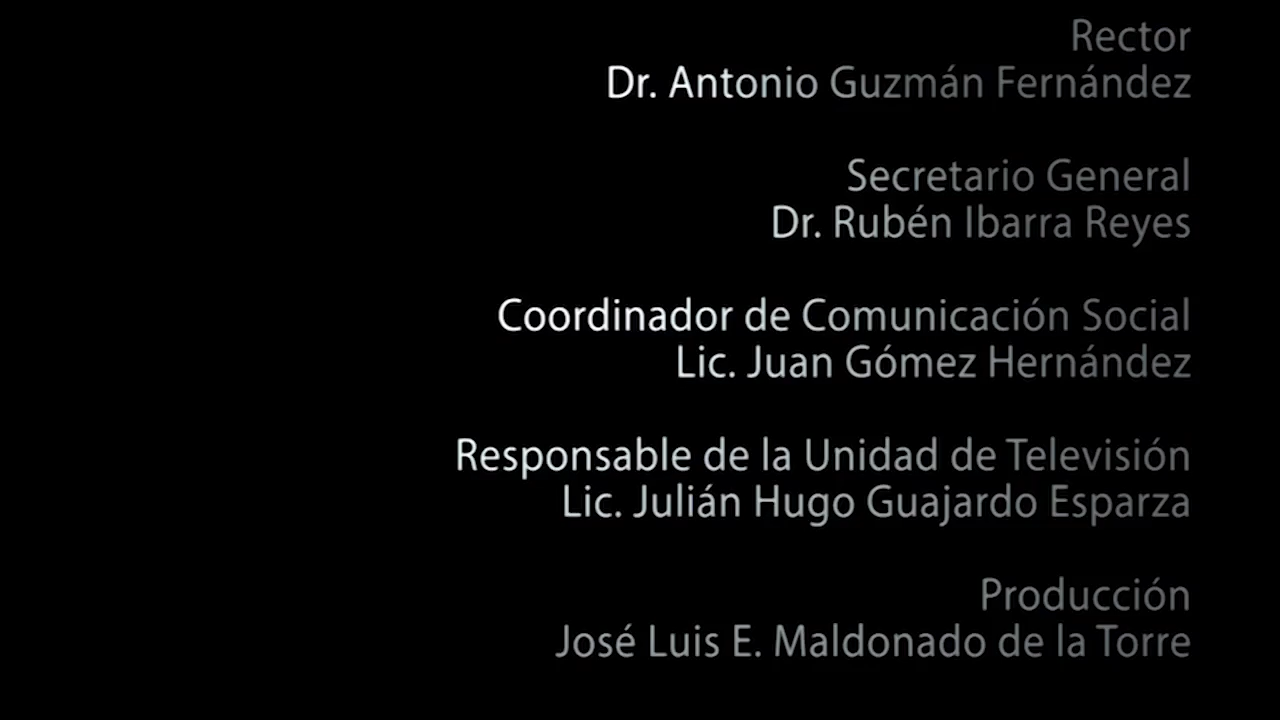 Rector
Dr. Antonio Guzmán Fernández
Secretario General
Dr. Rubén Ibarra Reyes
Coordinador de Comunicación Social
Lic. Juan Gómez Hernández
Responsable de la Unidad de Televisión
Lic. Julián Hugo Guajardo Esparza
Producción
José Luis E. Maldonado de la Torre